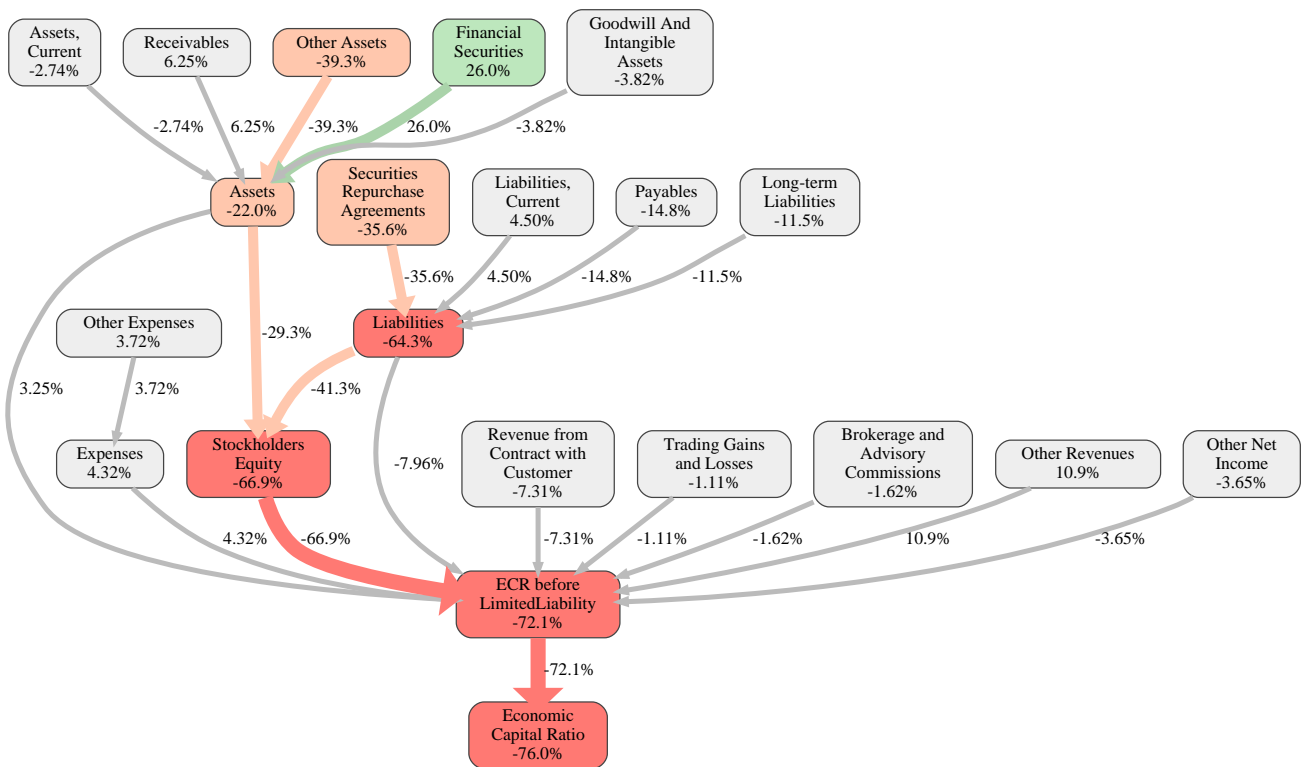 Assets,
Current
-2.74%
Receivables
6.25%
Other Assets
-39.3%
Financial
Securities
26.0%
Goodwill And
Intangible
Assets
-3.82%
-2.74%
6.25%
-39.3%
26.0%
-3.82%
Assets
-22.0%
Securities
Repurchase
Agreements
-35.6%
Liabilities,
Current
4.50%
Payables
-14.8%
Long-term
Liabilities
-11.5%
-35.6%
4.50%
-14.8%
-11.5%
Other Expenses
3.72%
-29.3%
Liabilities
-64.3%
3.25%
3.72%
-41.3%
Expenses
4.32%
Stockholders
Equity
-66.9%
-7.96%
Revenue from
Contract with
Customer
-7.31%
Trading Gains
and Losses
-1.11%
Brokerage and
Advisory
Commissions
-1.62%
Other Revenues
10.9%
Other Net
Income
-3.65%
4.32%
-66.9%
-7.31%
-1.11%
-1.62%
10.9%
-3.65%
ECR before
LimitedLiability
-72.1%
-72.1%
Economic
Capital Ratio
-76.0%